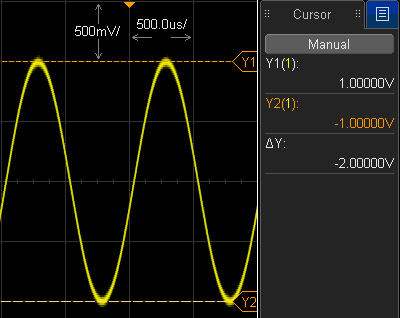 500mV/
500.0us/
Y1
Y2
Cursor
Manual
Y1(1):
1.00000V
Y2(1):
-1.00000V
ΔY:
-2.00000V